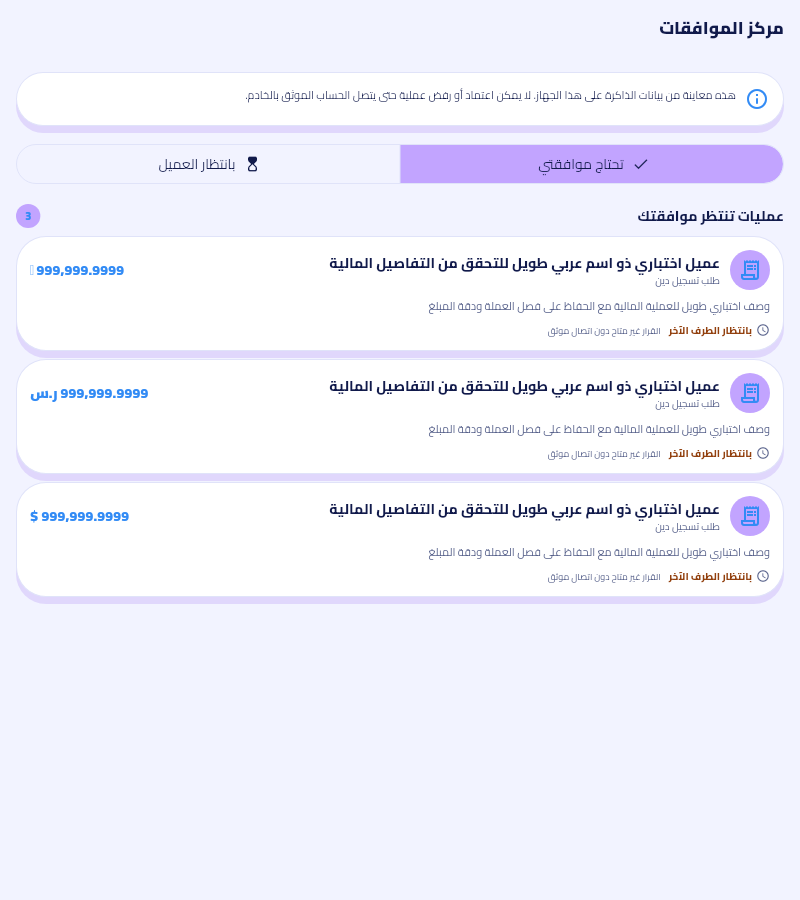 مركز الموافقات
هذه معاينة من بيانات الذاكرة على هذا الجهاز. لا يمكن اعتماد أو رفض عملية حتى يتصل الحساب الموثق بالخادم.
تحتاج موافقتي
بانتظار العميل
عمليات تنتظر موافقتك
3
عميل اختباري ذو اسم عربي طويل للتحقق من التفاصيل المالية
999,999.9999
طلب تسجيل دين
وصف اختباري طويل للعملية المالية مع الحفاظ على فصل العملة ودقة المبلغ
بانتظار الطرف الآخر القرار غير متاح دون اتصال موثق
عميل اختباري ذو اسم عربي طويل للتحقق من التفاصيل المالية
999,999.9999 ر.س
طلب تسجيل دين
وصف اختباري طويل للعملية المالية مع الحفاظ على فصل العملة ودقة المبلغ
بانتظار الطرف الآخر القرار غير متاح دون اتصال موثق
عميل اختباري ذو اسم عربي طويل للتحقق من التفاصيل المالية
$ 999,999.9999
طلب تسجيل دين
وصف اختباري طويل للعملية المالية مع الحفاظ على فصل العملة ودقة المبلغ
بانتظار الطرف الآخر القرار غير متاح دون اتصال موثق